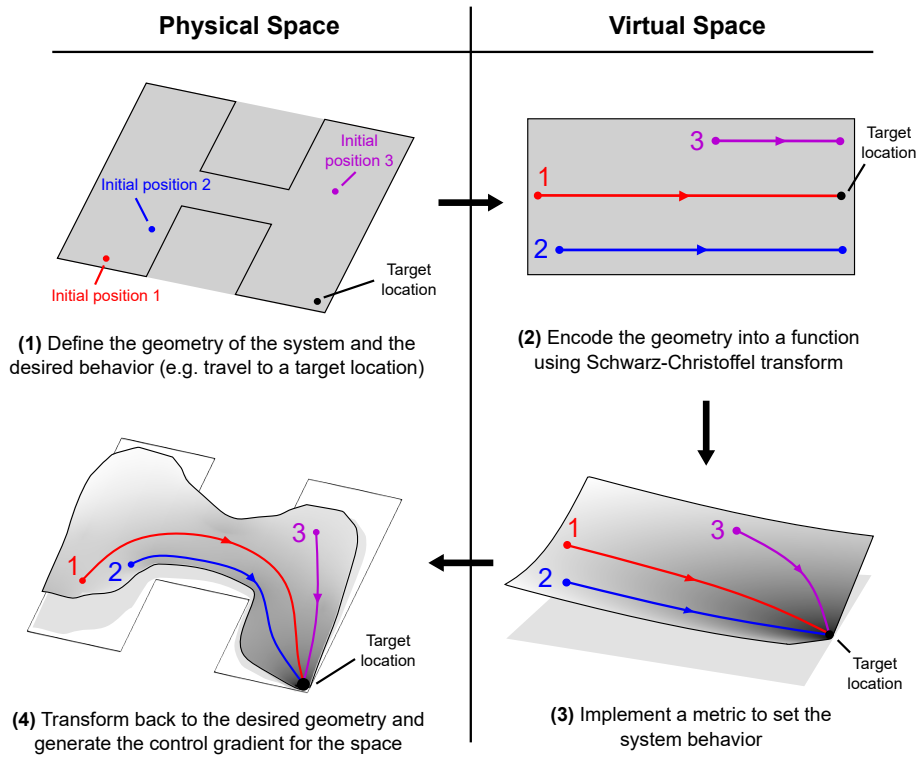 Physical Space
Virtual Space
Initial
position 3
Initial position 2
Initial position 1
Target
location
(1) Define the geometry of the system and the
desired behavior (e.g. travel to a target location)
3
1
2
Target
location
(2) Encode the geometry into a function
using Schwarz-Christoffel transform
1
2
3
Target
location
(4) Transform back to the desired geometry and
generate the control gradient for the space
1
2
3
Target
location
(3) Implement a metric to set the
system behavior